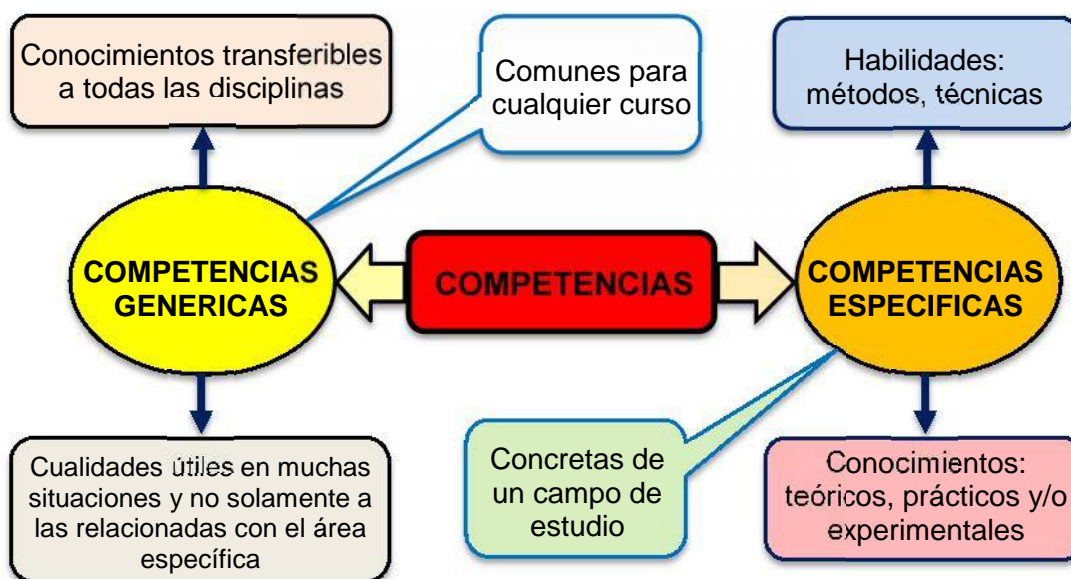 Conocimientos transferibles
a todas las disciplinas
Comunes para
cualquier curso
Habilidades:
métodos, técnicas
COMPETENCIAS
GENERICAS
COMPETENCIAS
COMPETENCIAS
ESPECIFICAS
Cualidades útiles en muchas
situaciones y no solamente a
las relacionadas con el área
específica
Concretas de
un campo de
estudio
Conocimientos:
teóricos, prácticos y/o
experimentales